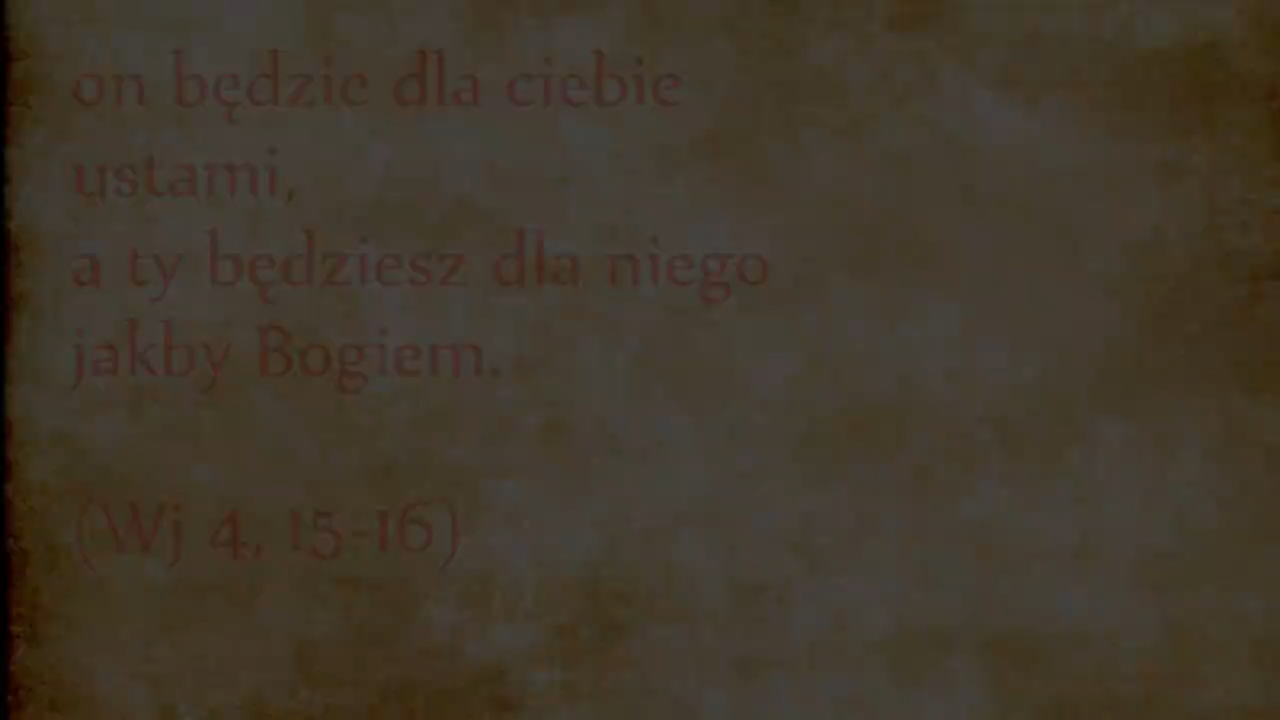 on będzie dla ciebie
ustami,
a ty będziesz dla niego
jakby Bogiem.
(Wj 4, 15-16)